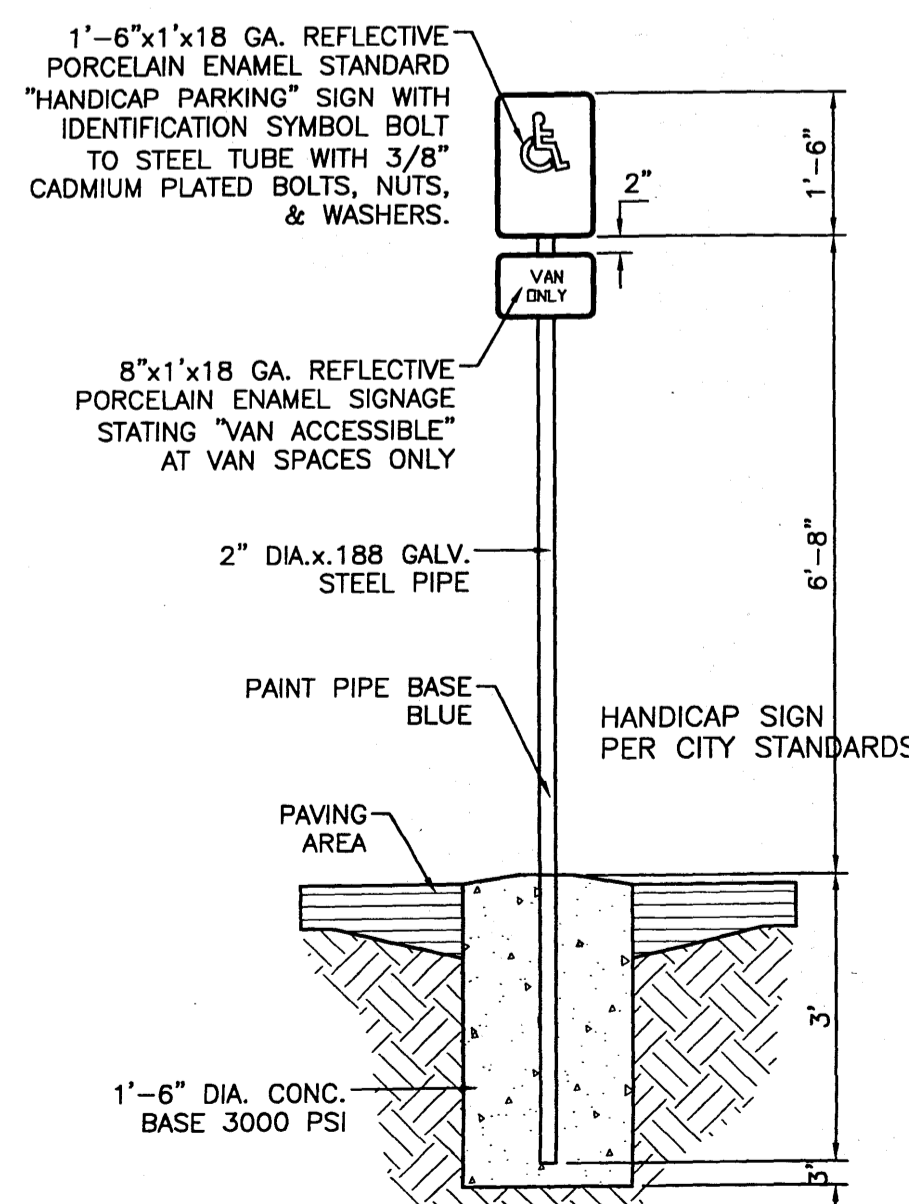 1'-6"x1'x18 GA. REFLECTIVE
PORCELAIN ENAMEL STANDARD
"HANDICAP PARKING" SIGN WITH
IDENTIFICATION SYMBOL BOLT
TO STEEL TUBE WITH 3/8"
CADMIUM PLATED BOLTS, NUTS,
& WASHERS.
1'-6"
2"
VAN
ONLY
8"x1'x18 GA. REFLECTIVE
PORCELAIN ENAMEL SIGNAGE
STATING "VAN ACCESSIBLE"
AT VAN SPACES ONLY
6'-8"
2" DIA.x.188 GALV.
STEEL PIPE
PAINT PIPE BASE
BLUE
HANDICAP SIGN
PER CITY STANDARDS
PAVING
AREA
3'
1'-6" DIA. CONC.
BASE 3000 PSI
3"